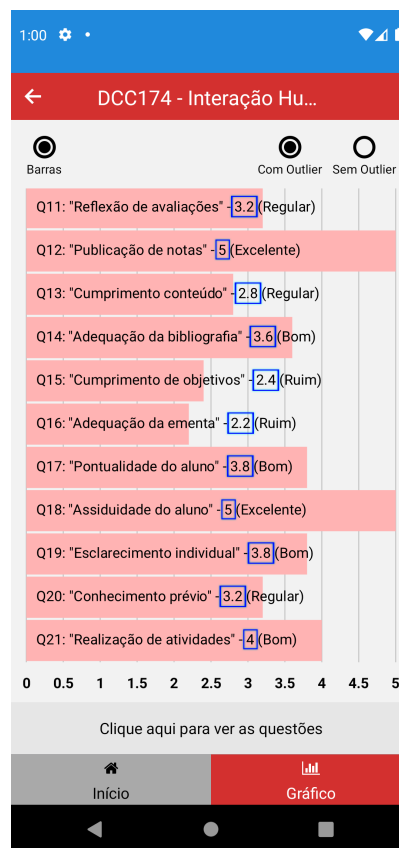 1:00
DCC174 - Interação Hu...
Barras
Com Outlier
Sem Outlier
Q11: "Reflexão de avaliações" -3.2(Regular)
Q12: "Publicação de notas" -5(Excelente)
Q13: "Cumprimento conteúdo" -2.8(Regular)
Q14: "Adequação da bibliografia" -3.6(Bom)
Q15: "Cumprimento de objetivos" -2.4(Ruim)
Q16: "Adequação da ementa" -2.2(Ruim)
Q17: "Pontualidade do aluno" -3.8(Bom)
Q18: "Assiduidade do aluno" -5(Excelente)
Q19: "Esclarecimento individual" -3.8(Bom)
Q20: "Conhecimento prévio" -3.2(Regular)
Q21: "Realização de atividades" -4(Bom)
0 0.5 1 1.5 2 2.5 3 3.5 4 4.5 5
Clique aqui para ver as questões
Início
Gráfico